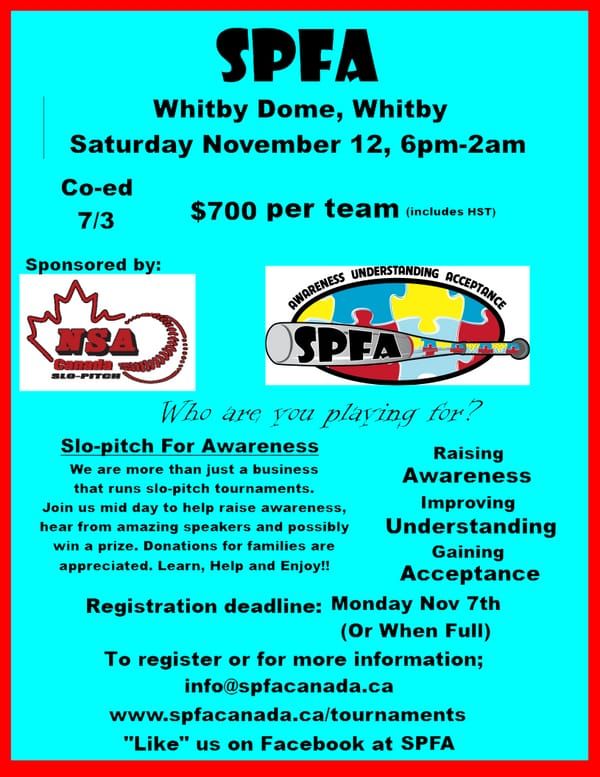 SPFA
Whitby Dome, Whitby
Saturday November 12, 6pm-2am
Co-ed
7/3
$700 per team (includes HST)
Sponsored by:
NSA
Canada
SLO-PITCH
AWARENESS UNDERSTANDING ACCEPTANCE
SPFA
Who are you playing for?
Slo-pitch For Awareness
We are more than just a business
that runs slo-pitch tournaments.
Join us mid day to help raise awareness,
hear from amazing speakers and possibly
win a prize. Donations for families are
appreciated. Learn, Help and Enjoy!!
Raising
Awareness
Improving
Understanding
Gaining
Acceptance
Registration deadline: Monday Nov 7th
(Or When Full)
To register or for more information;
info@spfacanada.ca
www.spfacanada.ca/tournaments
"Like" us on Facebook at SPFA